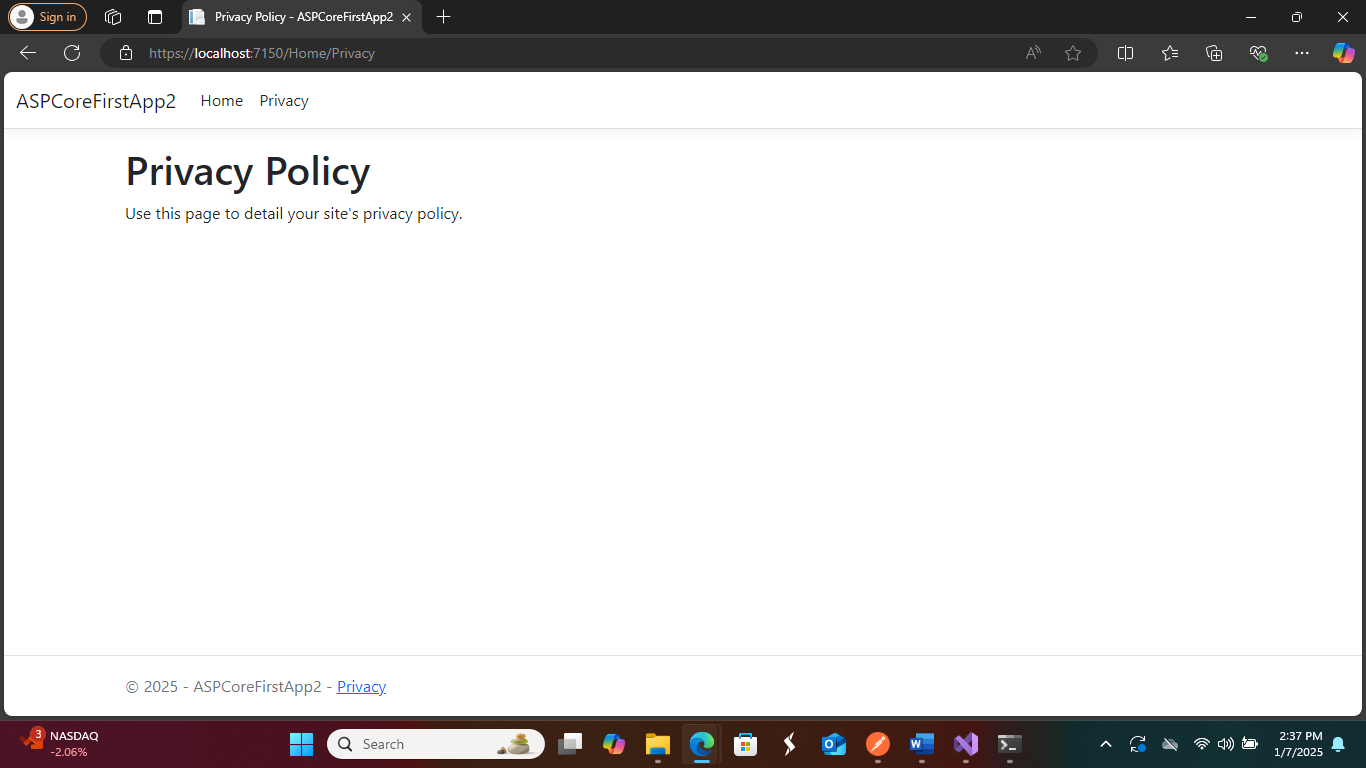 Sign in
Privacy Policy - ASPCoreFirstApp2
https://localhost:7150/Home/Privacy
ASPCoreFirstApp2 Home Privacy
Privacy Policy
Use this page to detail your site's privacy policy.
© 2025 - ASPCoreFirstApp2 - Privacy
3
NASDAQ
-2.06%
Search
2:37 PM
1/7/2025